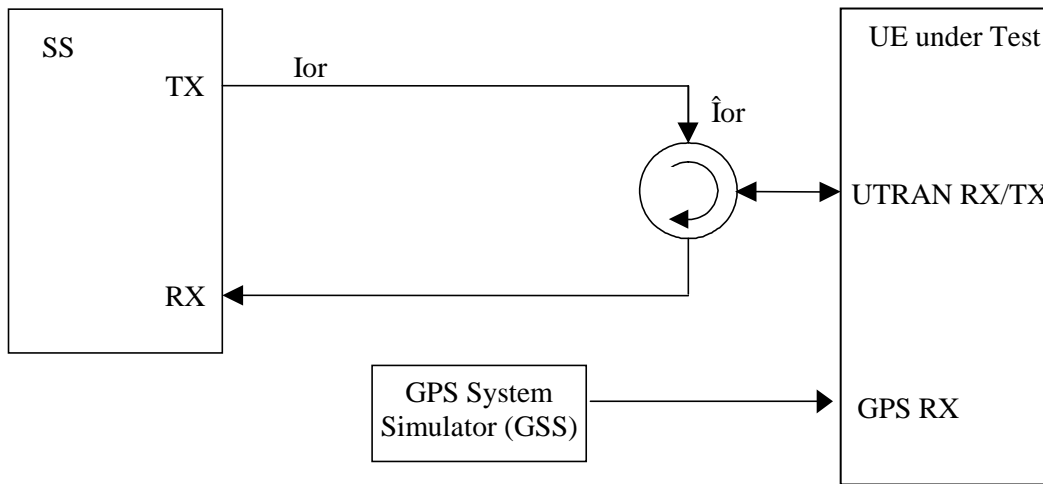 SS
TX
Ior
Îor
RX
UE under Test
UTRAN RX/TX
GPS RX
GPS System
Simulator (GSS)